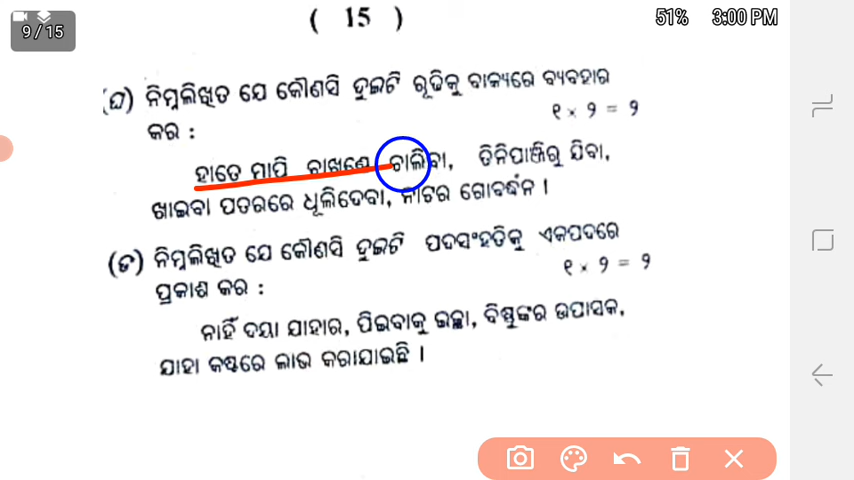 9 / 15
51% 3:00 PM
( 15 )
(ଘ) ନିମ୍ନଲିଖିତ ଯେ କୌଣସି ଦୁଇଟି ରୂଢିକୁ ବାକ୍ୟରେ ବ୍ୟବହାର
କର : ୧ × ୨ = ୨
ହାତେ ମାପି ଚାଖଣ୍ଡେ ଚାଲିବା, ତିନିପାଞ୍ଜିରୁ ଯିବା,
ଖାଇବା ପତରରେ ଧୂଳିଦେବା, ନାଟର ଗୋବର୍ଦ୍ଧନ ।
(ଙ) ନିମ୍ନଲିଖିତ ଯେ କୌଣସି ଦୁଇଟି ପଦସଂହତିକୁ ଏକପଦରେ
ପ୍ରକାଶ କର : ୧ × ୨ = ୨
ନାହିଁ ଦୟା ଯାହାର, ପିଇବାକୁ ଇଚ୍ଛା, ବିଷ୍ଣୁଙ୍କର ଉପାସକ,
ଯାହା କଷ୍ଟରେ ଲାଭ କରାଯାଇଛି ।